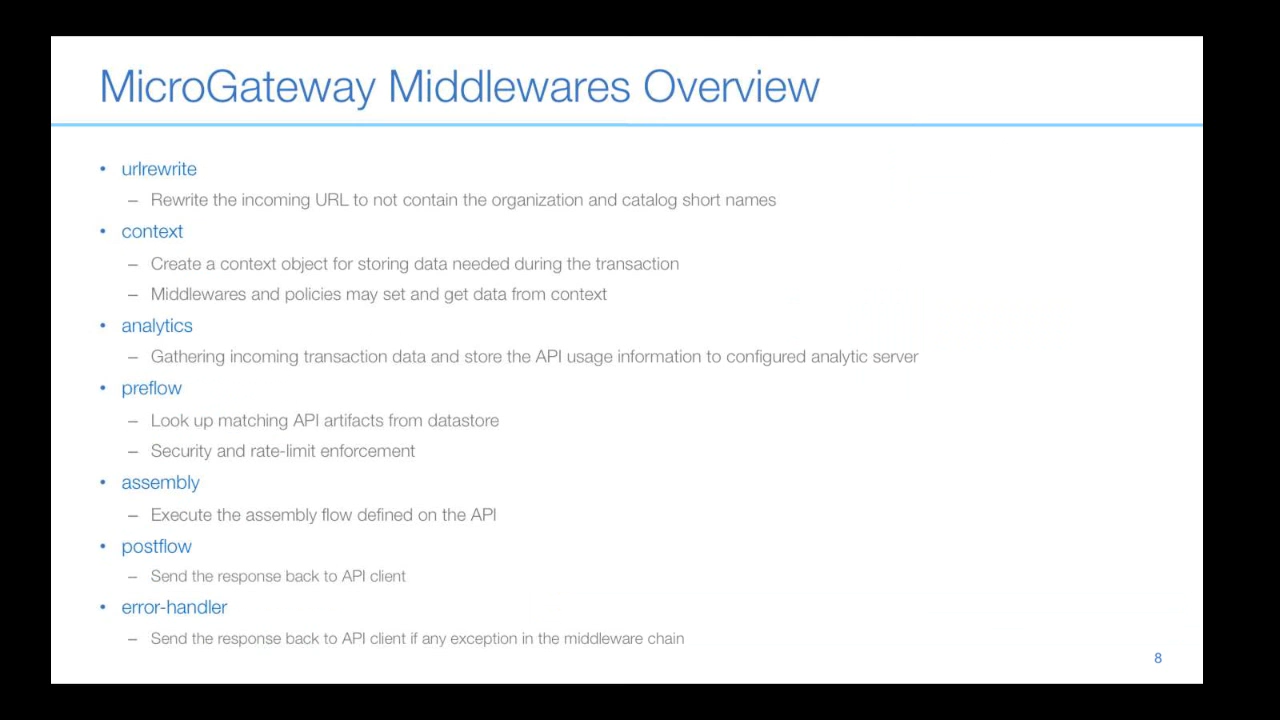 MicroGateway Middlewares Overview
• urlrewrite
– Rewrite the incoming URL to not contain the organization and catalog short names
• context
– Create a context object for storing data needed during the transaction
– Middlewares and policies may set and get data from context
• analytics
– Gathering incoming transaction data and store the API usage information to configured analytic server
• preflow
– Look up matching API artifacts from datastore
– Security and rate-limit enforcement
• assembly
– Execute the assembly flow defined on the API
• postflow
– Send the response back to API client
• error-handler
– Send the response back to API client if any exception in the middleware chain
8